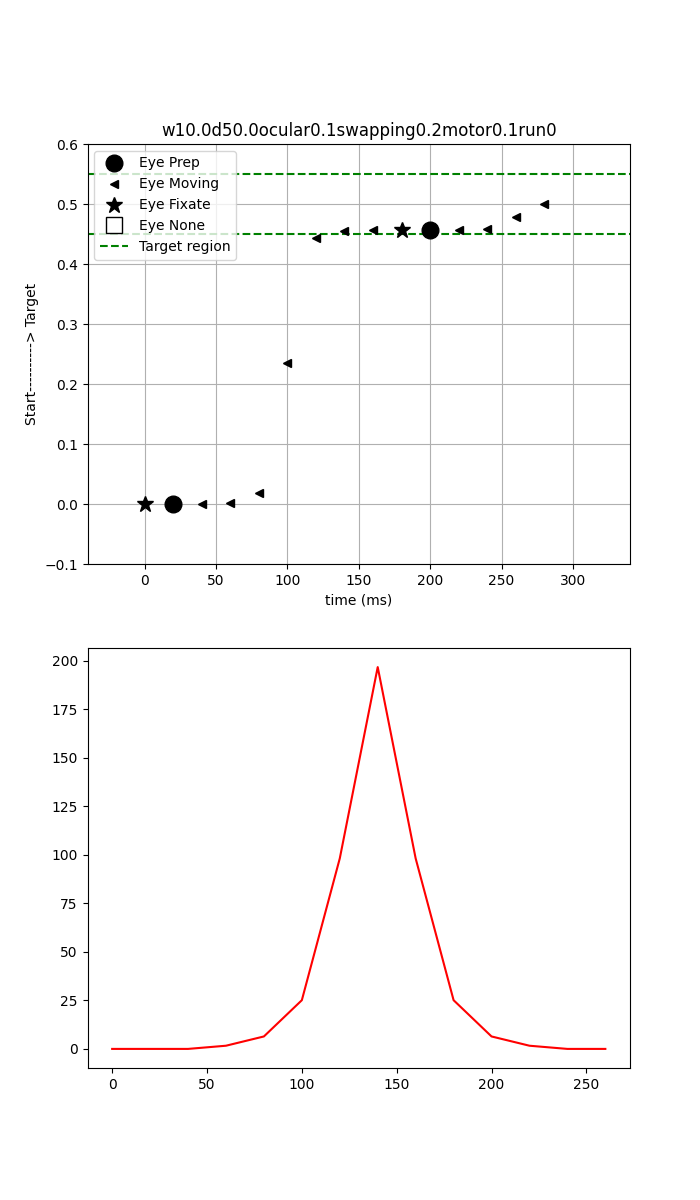 w10.0d50.0ocular0.1swapping0.2motor0.1run0
0.6
0.5
0.4
0.3
0.2
0.1
0.0
−0.1
Start----------> Target
Eye Prep
Eye Moving
Eye Fixate
Eye None
Target region
0 50 100 150 200 250 300
time (ms)
200
175
150
125
100
75
50
25
0
0 50 100 150 200 250